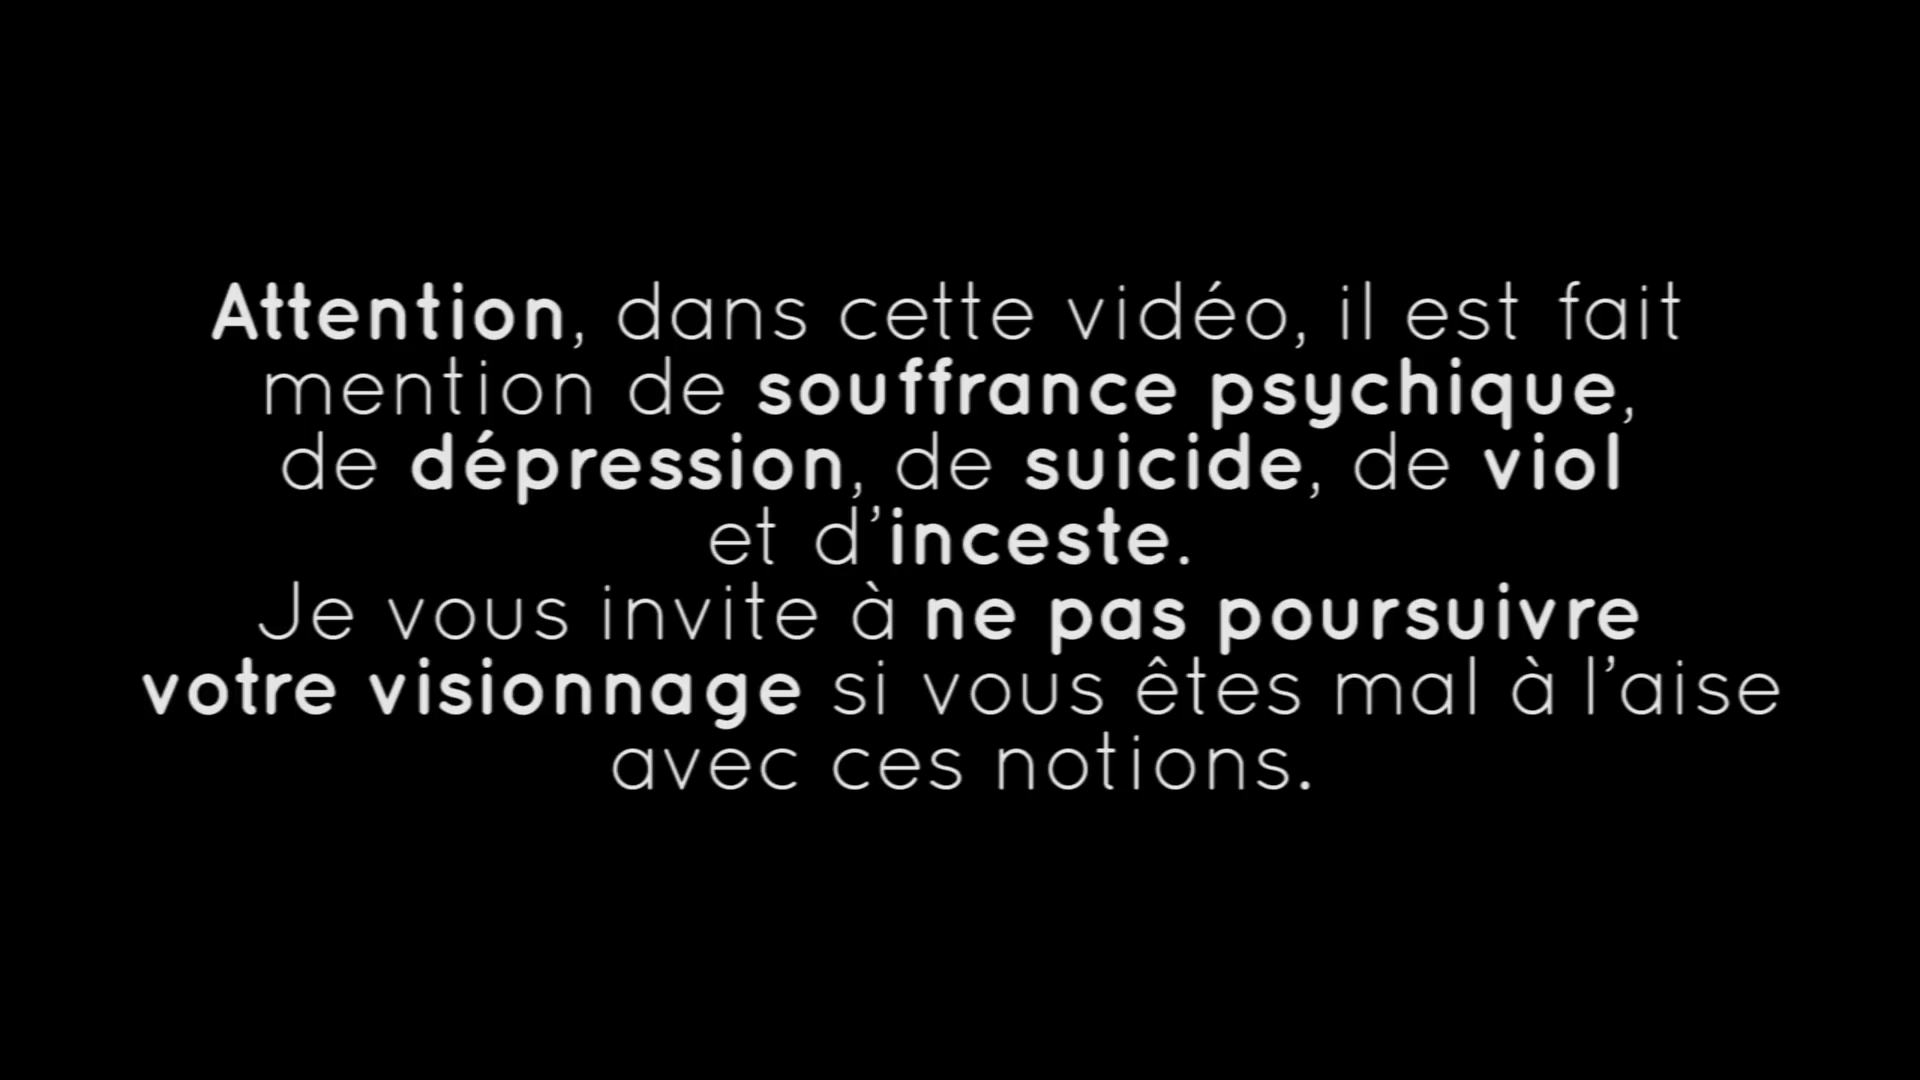 Attention, dans cette vidéo, il est fait
mention de souffrance psychique,
de dépression, de suicide, de viol
et d’inceste.
Je vous invite à ne pas poursuivre
votre visionnage si vous êtes mal à l’aise
avec ces notions.